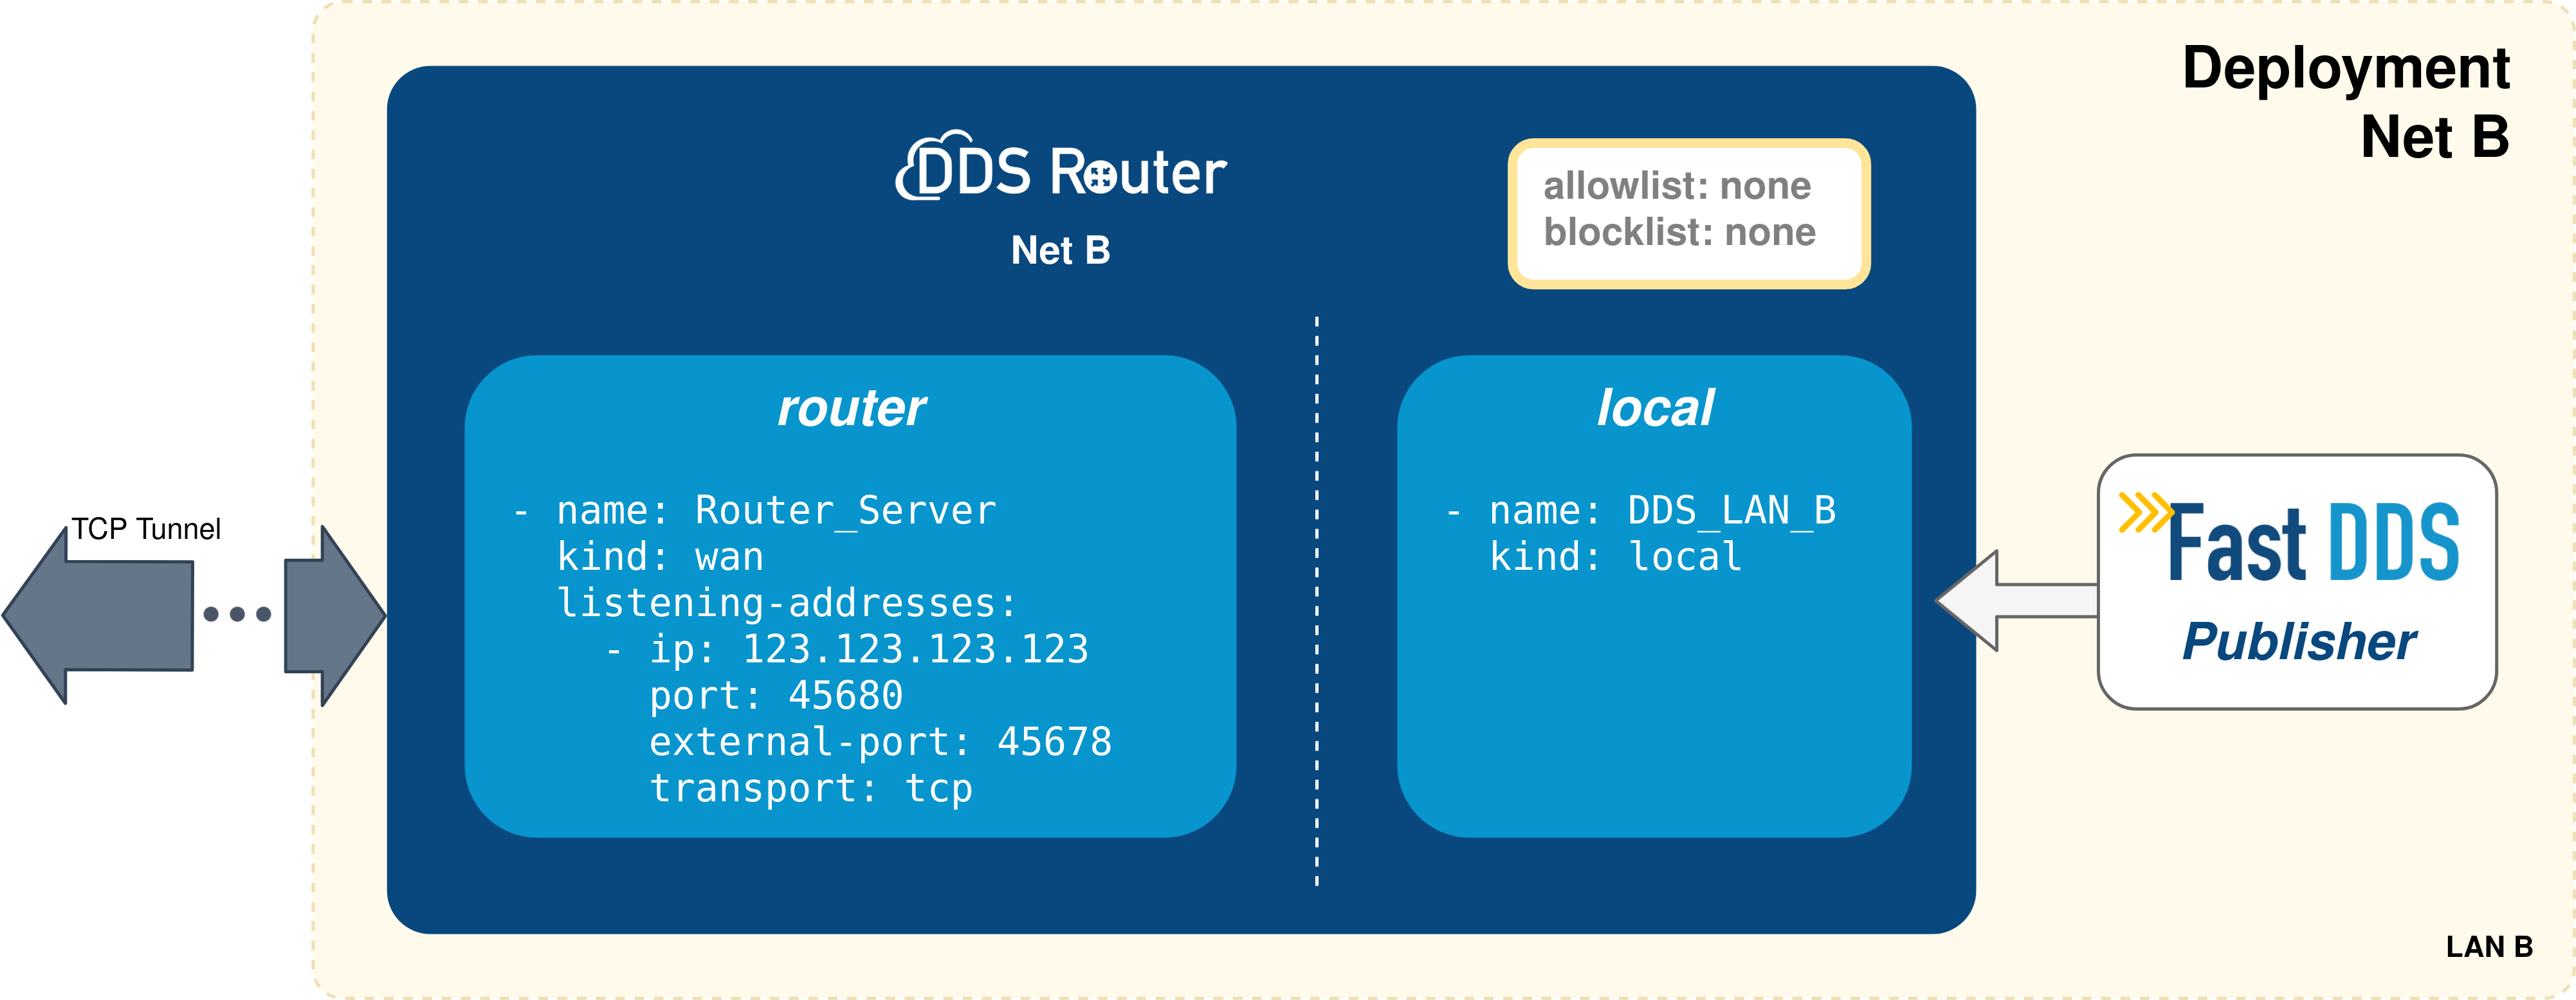 Deployment
Net B
DDS Router
Net B
allowlist: none
blocklist: none
router
- name: Router_Server
kind: wan
listening-addresses:
- ip: 123.123.123.123
port: 45680
external-port: 45678
transport: tcp
local
- name: DDS_LAN_B
kind: local
TCP Tunnel
Fast DDS
Publisher
LAN B